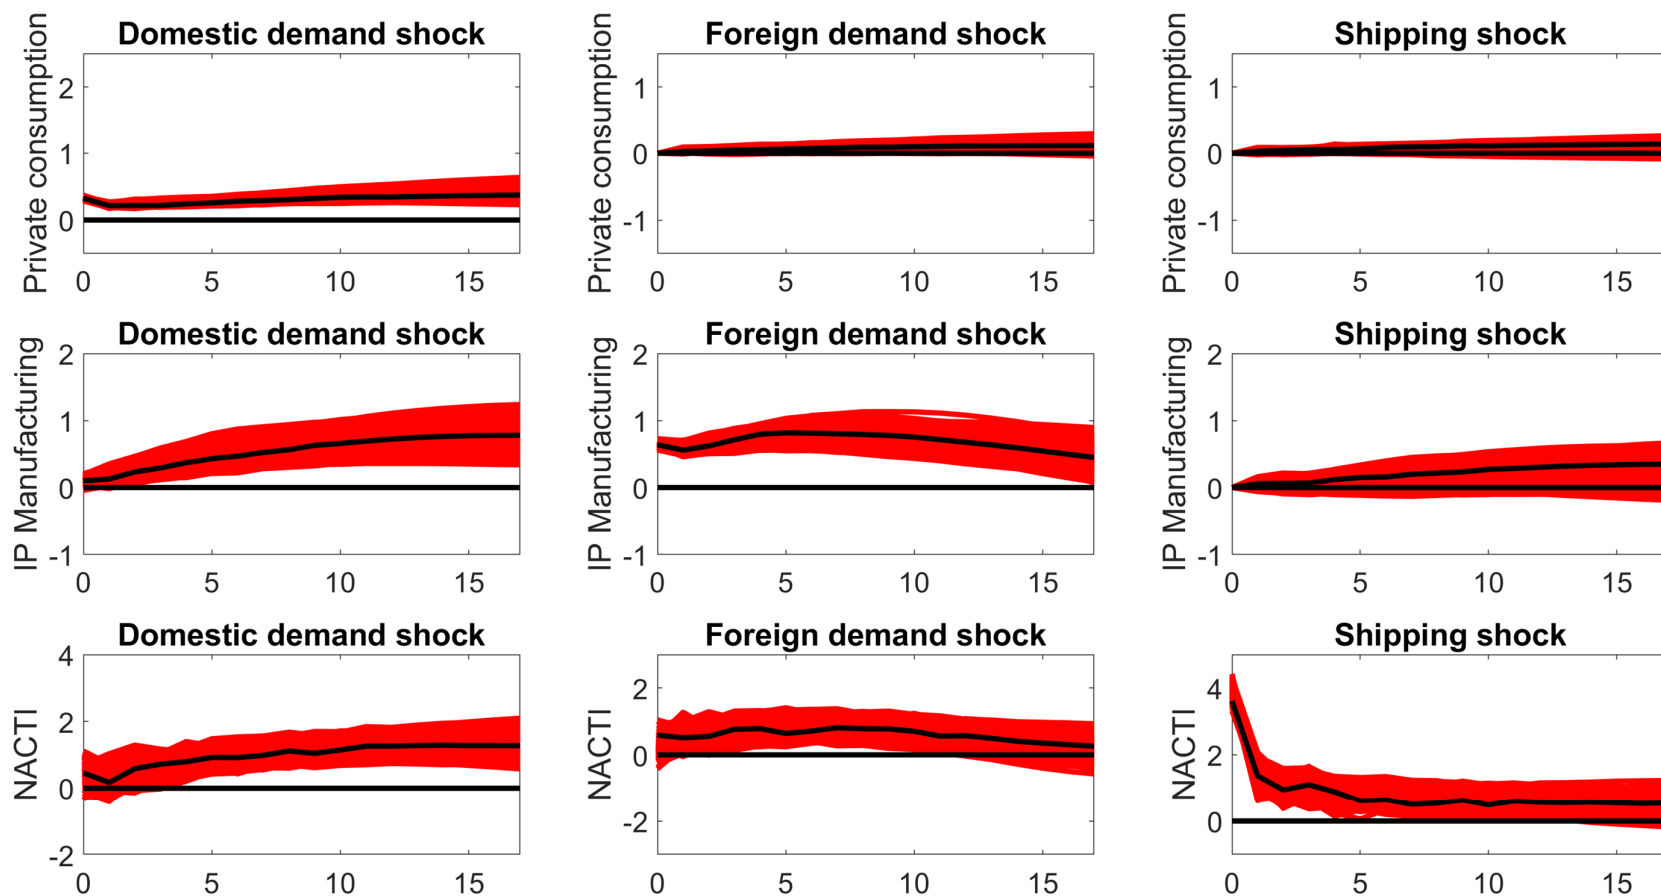 Domestic demand shock
Private consumption
2
1
0
0 5 10 15
Foreign demand shock
Private consumption
1
0
-1
0 5 10 15
Shipping shock
Private consumption
1
0
-1
0 5 10 15
Domestic demand shock
IP Manufacturing
2
1
0
-1
0 5 10 15
Foreign demand shock
IP Manufacturing
2
1
0
-1
0 5 10 15
Shipping shock
IP Manufacturing
2
1
0
-1
0 5 10 15
Domestic demand shock
NACTI
4
2
0
-2
0 5 10 15
Foreign demand shock
NACTI
2
0
-2
0 5 10 15
Shipping shock
NACTI
4
2
0
0 5 10 15